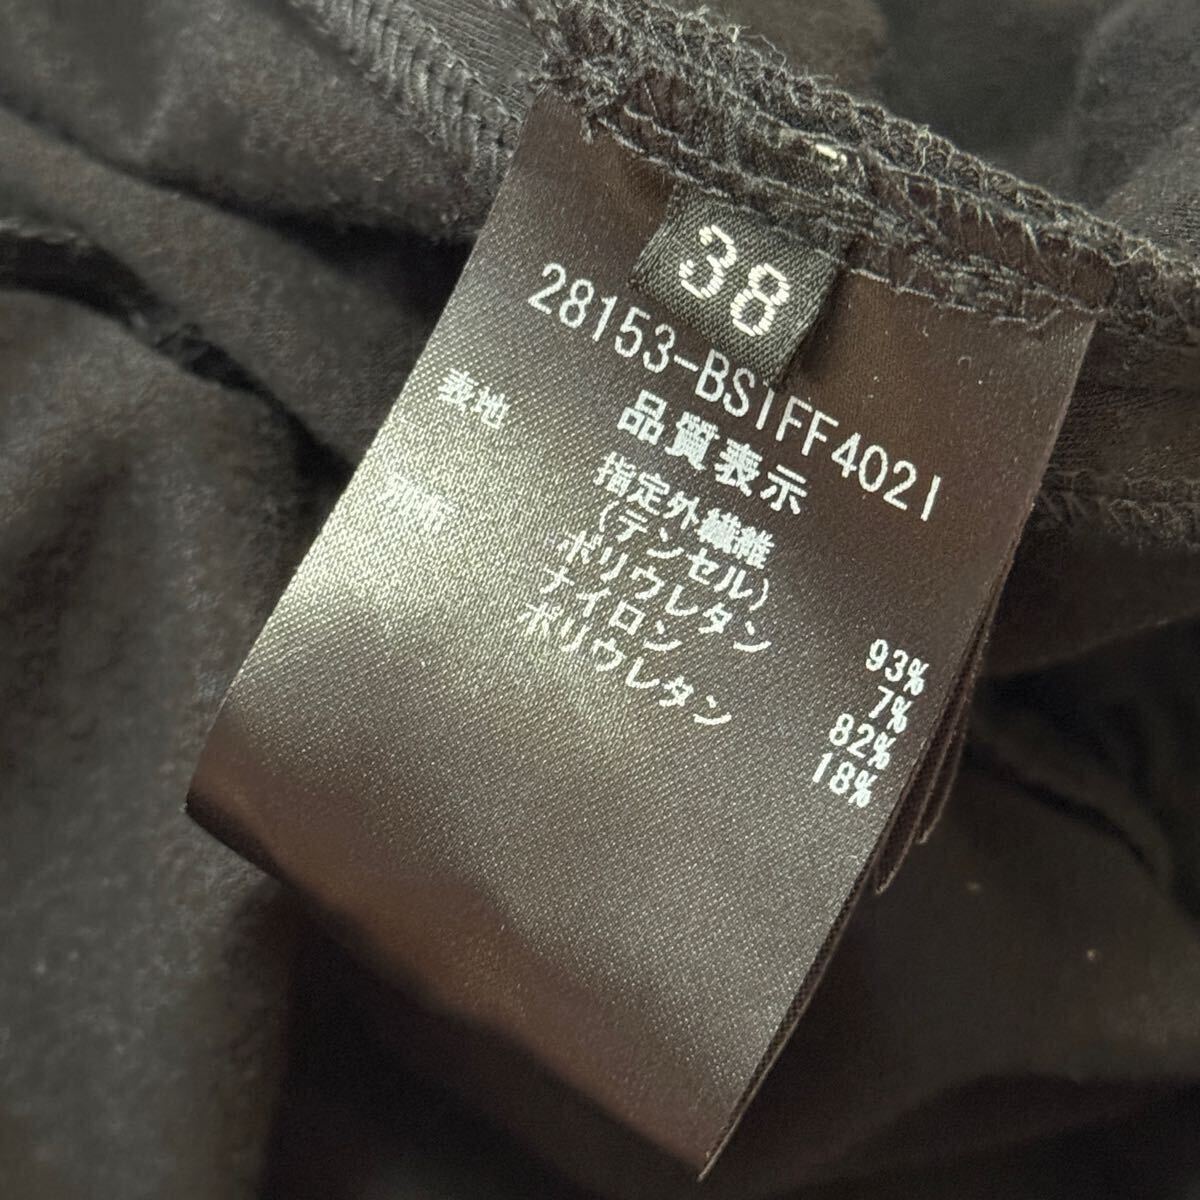 38
28153-BSTFF4021
品質表示
表地 指定外繊維
(テンセル) 93%
ポリウレタン 7%
ナイロン 82%
ポリウレタン 18%